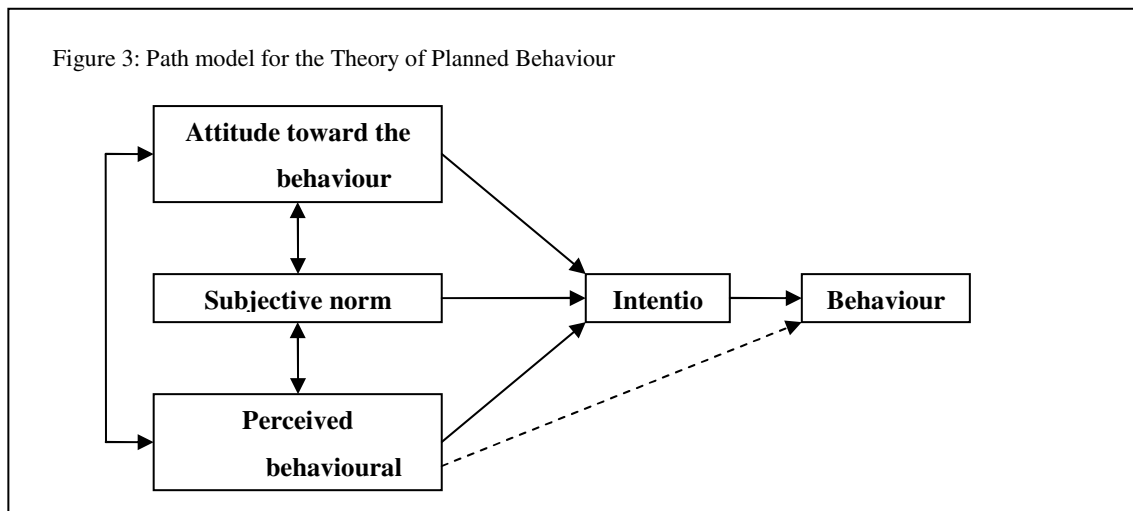 Figure 3: Path model for the Theory of Planned Behaviour
Attitude toward the
behaviour
Subjective norm
Intentio
Behaviour
Perceived
behavioural